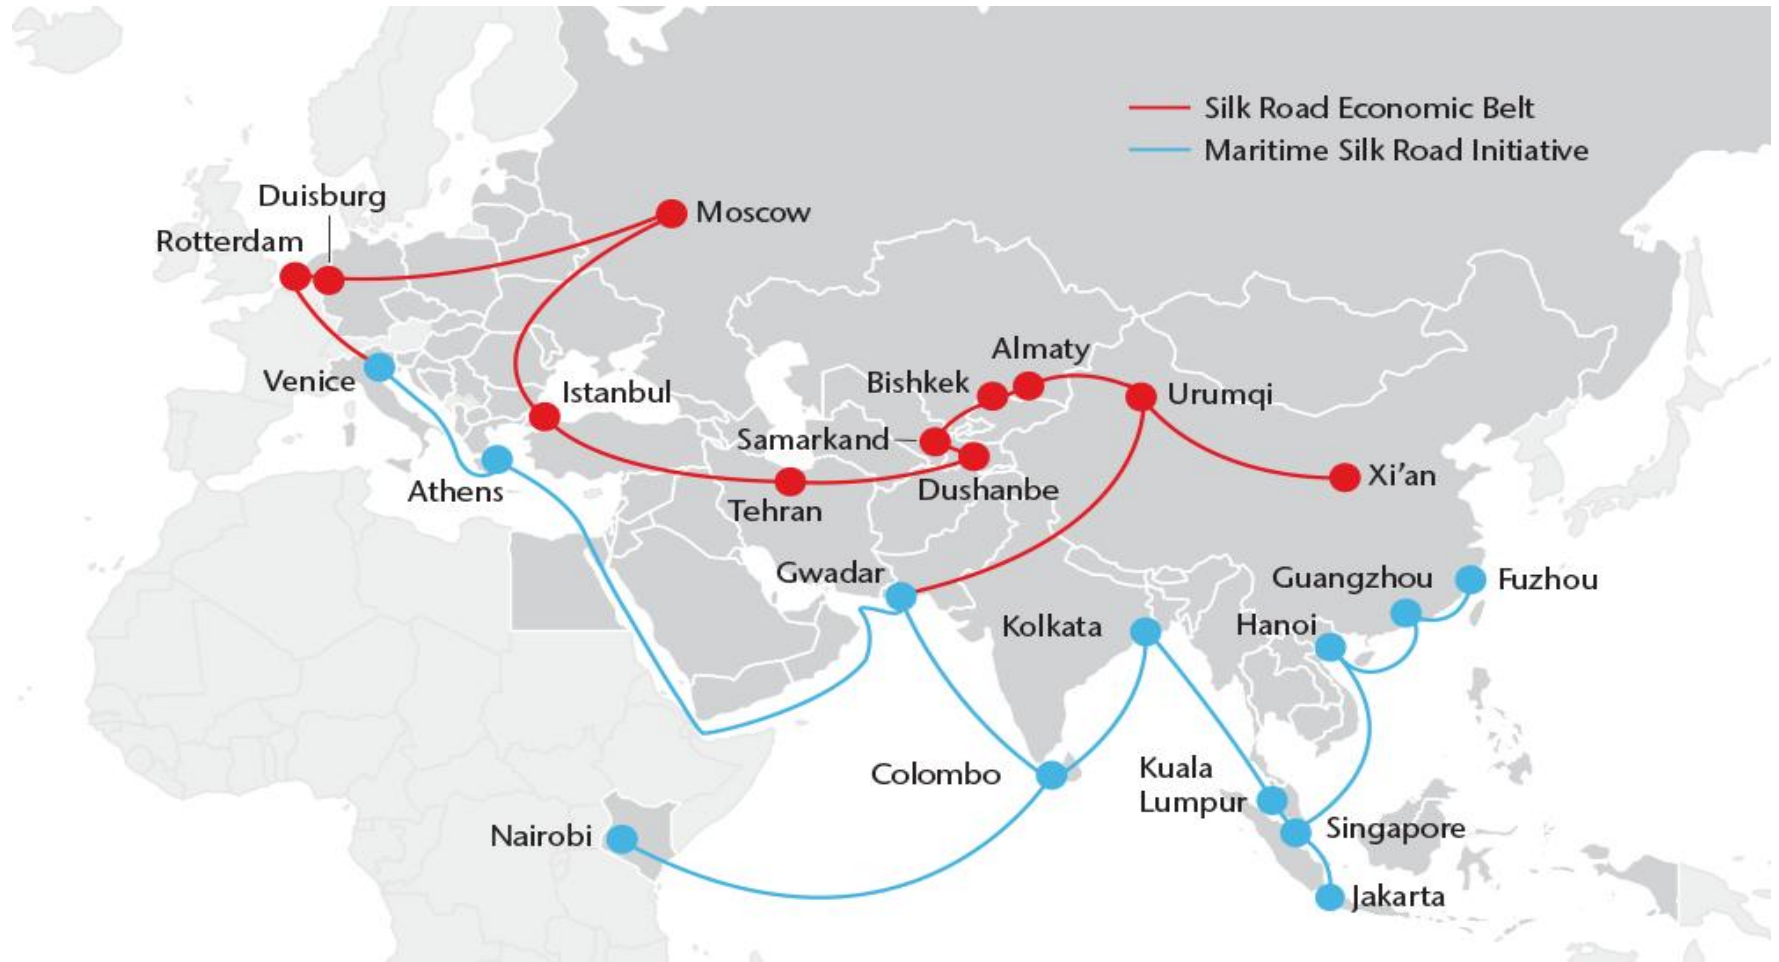 Silk Road Economic Belt
Maritime Silk Road Initiative
Duisburg
Moscow
Rotterdam
Almaty
Bishkek
Venice
Istanbul
Urumqi
Samarkand
Xi’an
Athens
Dushanbe
Tehran
Gwadar
Guangzhou
Fuzhou
Kolkata
Hanoi
Colombo
Kuala
Lumpur
Nairobi
Singapore
Jakarta